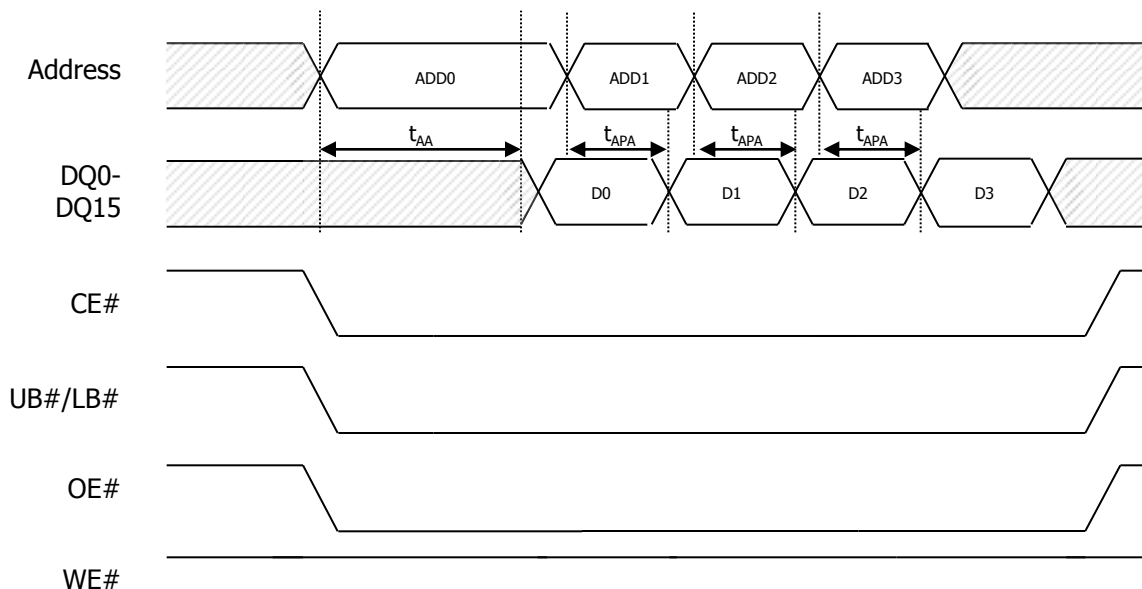 Address
ADD0 ADD1 ADD2 ADD3
tAA tAPA tAPA tAPA
DQ0-
DQ15
D0 D1 D2 D3
CE#
UB#/LB#
OE#
WE#